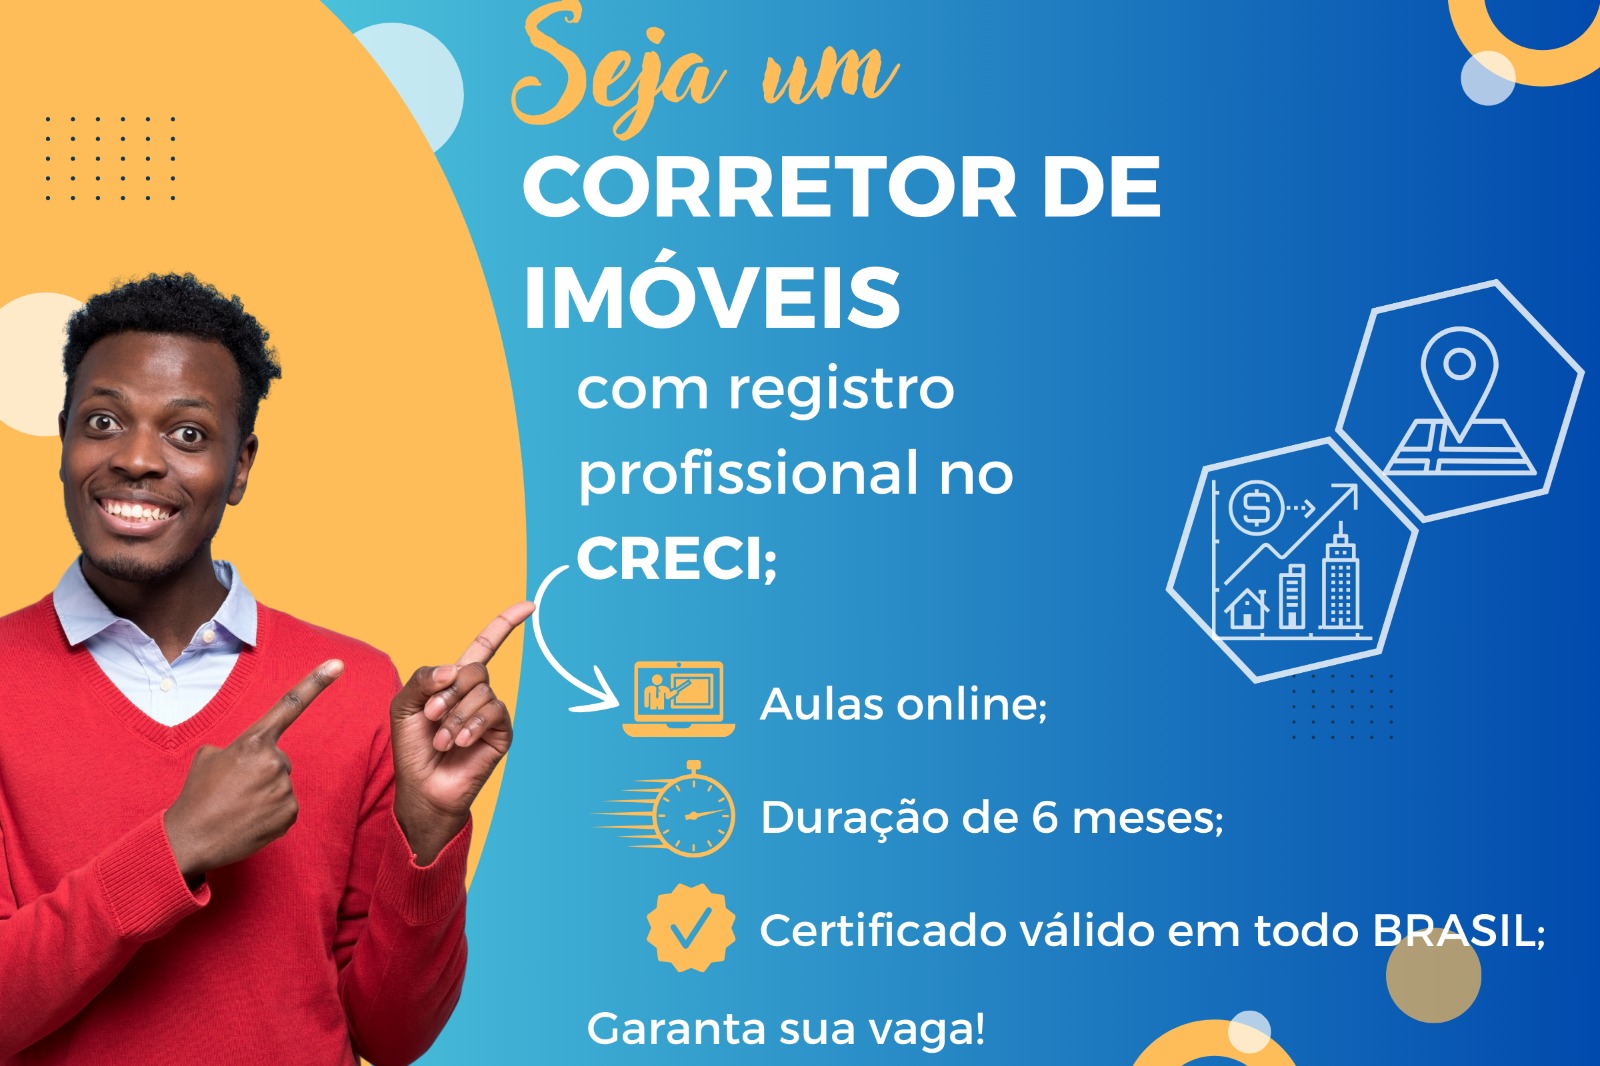 Seja um
CORRETOR DE
IMÓVEIS
com registro
profissional no
CRECI;
Aulas online;
Duração de 6 meses;
Certificado válido em todo BRASIL;
Garanta sua vaga!